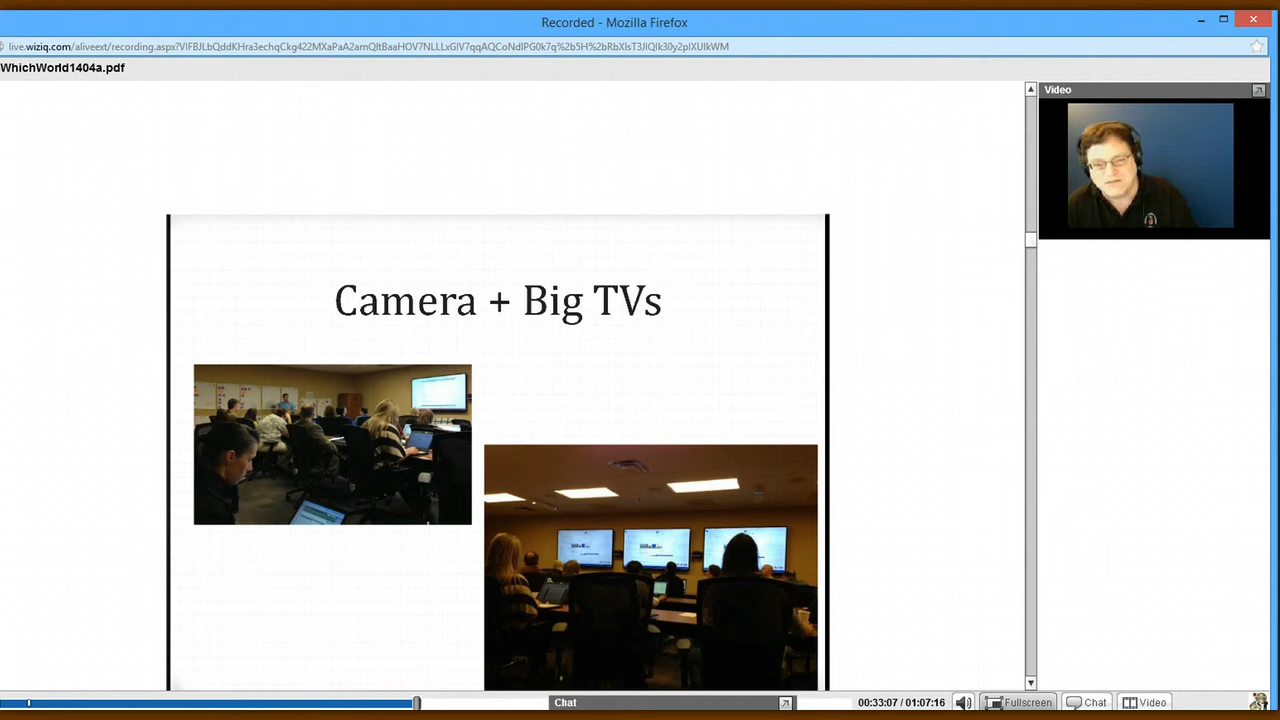 Recorded - Mozilla Firefox
WhichWorld1404a.pdf
Video
Camera + Big TVs
Chat
00:33:07 / 01:07:16
Fullscreen
Chat
Video